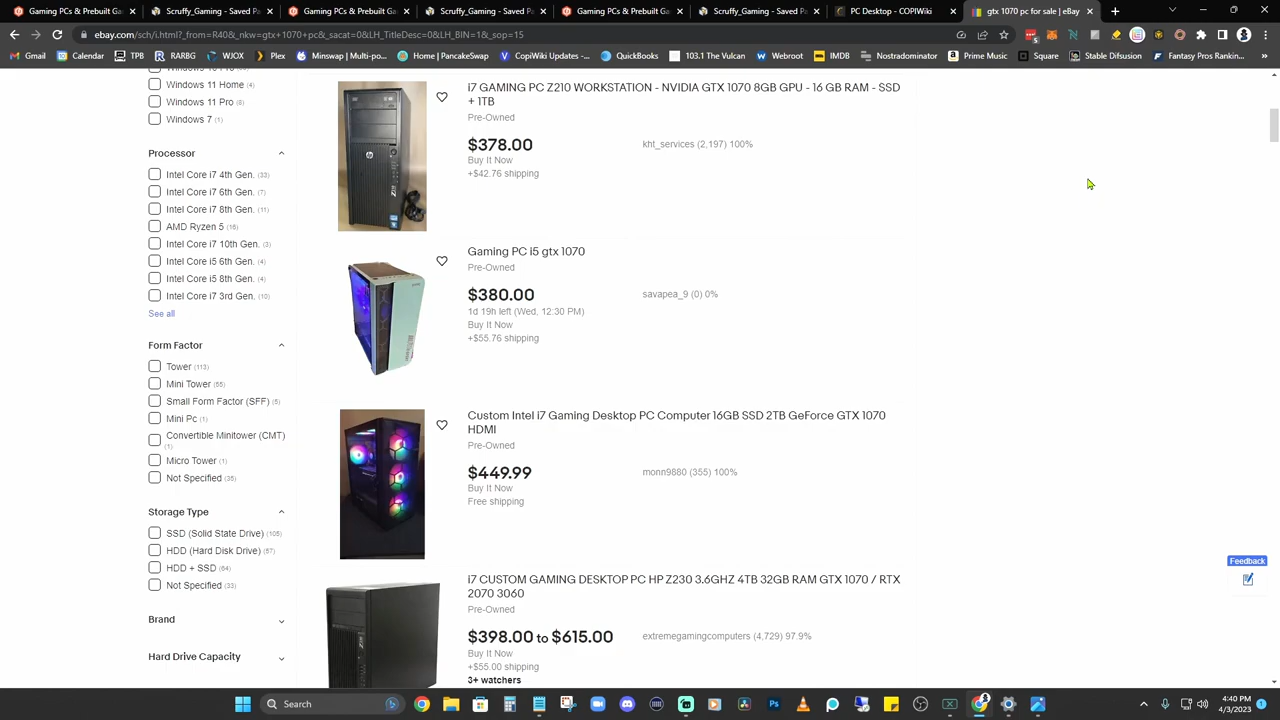 Gaming PCs & Prebuilt Ga
Windows Pa
Gaming PCs & Prebuilt Ga
Scruffy_Gaming - Saved Pa
Gaming PCs & Prebuilt Ga
Scruffy_Gaming - Saved Pa
PC Desktop - COPIWiki
gtx 1070 pc for sale | eBay
ebay.com/sch/i.html?_from=R40&_nkw=gtx+1070+pc&_sacat=0&LH_TitleDesc=0&LH_BIN=1&_sop=15
Gmail
Calendar
TPB
RARBG
WJOX
Plex
Minswap | Multi-po...
Home | PancakeSw...
CopiWiki Updates -...
QuickBooks
103.1 The Vulcan
Webroot
IMDB
Nostradominator
Prime Music
Square
Stable Difusion
Fantasy Pros Rankin...
Windows 11 Home (4)
Windows 11 Pro (6)
Windows 7 (1)
Processor
Intel Core i7 4th Gen. (33)
Intel Core i7 6th Gen. (7)
Intel Core i7 8th Gen. (11)
AMD Ryzen 5 (16)
Intel Core i7 10th Gen. (3)
Intel Core i5 6th Gen. (4)
Intel Core i5 8th Gen. (4)
Intel Core i7 3rd Gen. (10)
See all
Form Factor
Tower (113)
Mini Tower (55)
Small Form Factor (SFF) (5)
Mini Pc (1)
Convertible Minitower (CMT)
(1)
Micro Tower (1)
Not Specified (35)
Storage Type
SSD (Solid State Drive) (105)
HDD (Hard Disk Drive) (57)
HDD + SSD (64)
Not Specified (33)
Brand
Hard Drive Capacity
i7 GAMING PC Z210 WORKSTATION - NVIDIA GTX 1070 8GB GPU - 16 GB RAM - SSD
+ 1TB
Pre-Owned
$378.00
kht_services (2,197) 100%
Buy It Now
+$42.76 shipping
Gaming PC i5 gtx 1070
Pre-Owned
$380.00
savapea_9 (0) 0%
1d 19h left (Wed, 12:30 PM)
Buy It Now
+$55.76 shipping
Custom Intel i7 Gaming Desktop PC Computer 16GB SSD 2TB GeForce GTX 1070
HDMI
Pre-Owned
$449.99
monn9880 (355) 100%
Buy It Now
Free shipping
i7 CUSTOM GAMING DESKTOP PC HP Z230 3.6GHZ 4TB 32GB RAM GTX 1070 / RTX
2070 3060
Pre-Owned
$398.00 to $615.00
extremegamingcomputers (4,729) 97.9%
Buy It Now
+$55.00 shipping
3+ watchers
Feedback
Search
4:40 PM
4/3/2023